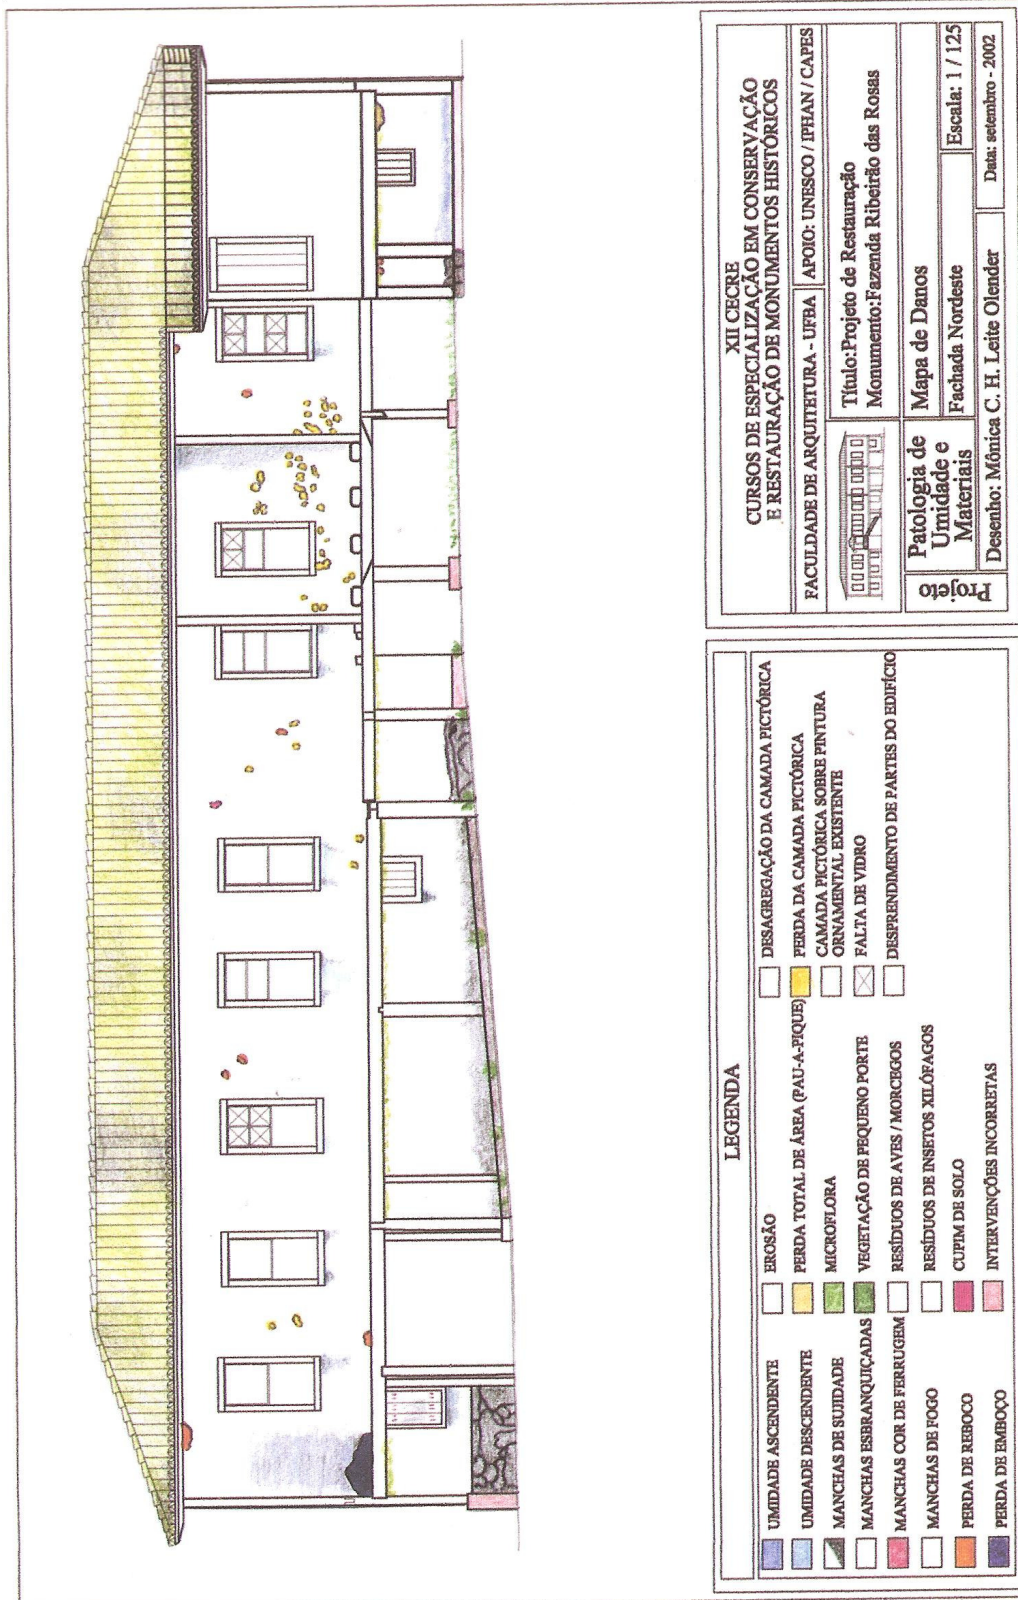 XII CECRE
CURSOS DE ESPECIALIZAÇÃO EM CONSERVAÇÃO
E RESTAURAÇÃO DE MONUMENTOS HISTÓRICOS
FACULDADE DE ARQUITETURA - UFBA
APOIO: UNESCO / IPHAN / CAPES
Título:Projeto de Restauração
Monumento:Fazenda Ribeirão das Rosas
Projeto
Patologia de
Umidade e
Materiais
Mapa de Danos
Fachada Nordeste
Escala: 1 / 125
Desenho: Mônica C. H. Leite Olender
Data: setembro - 2002
LEGENDA
UMIDADE ASCENDENTE
UMIDADE DESCENDENTE
MANCHAS DE SUJIDADE
MANCHAS ESBRANQUIÇADAS
MANCHAS COR DE FERRUGEM
MANCHAS DE FOGO
PERDA DE REBOCO
PERDA DE EMBOÇO
EROSÃO
PERDA TOTAL DE ÁREA (PAU-A-PIQUE)
MICROFLORA
VEGETAÇÃO DE PEQUENO PORTE
RESÍDUOS DE AVES / MORCEGOS
RESÍDUOS DE INSETOS XILÓFAGOS
CUPIM DE SOLO
INTERVENÇÕES INCORRETAS
DESAGREGAÇÃO DA CAMADA PICTÓRICA
PERDA DA CAMADA PICTÓRICA
CAMADA PICTÓRICA SOBRE PINTURA
ORNAMENTAL EXISTENTE
FALTA DE VIDRO
DESPRENDIMENTO DE PARTES DO EDIFÍCIO